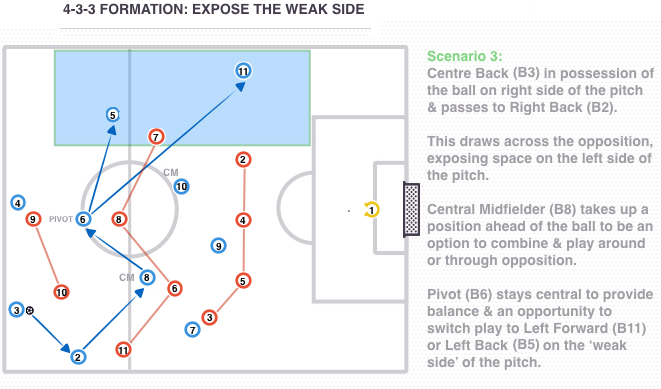 4-3-3 FORMATION: EXPOSE THE WEAK SIDE
11
5
7
2
CM
10
4
9
PIVOT
6
8
4
1
9
CM
8
5
10
6
3
3
7
11
2
Scenario 3:
Centre Back (B3) in possession of
the ball on right side of the pitch
& passes to Right Back (B2).
This draws across the opposition,
exposing space on the left side of
the pitch.
Central Midfielder (B8) takes up a
position ahead of the ball to be an
option to combine & play around
or through opposition.
Pivot (B6) stays central to provide
balance & an opportunity to
switch play to Left Forward (B11)
or Left Back (B5) on the ‘weak
side’ of the pitch.